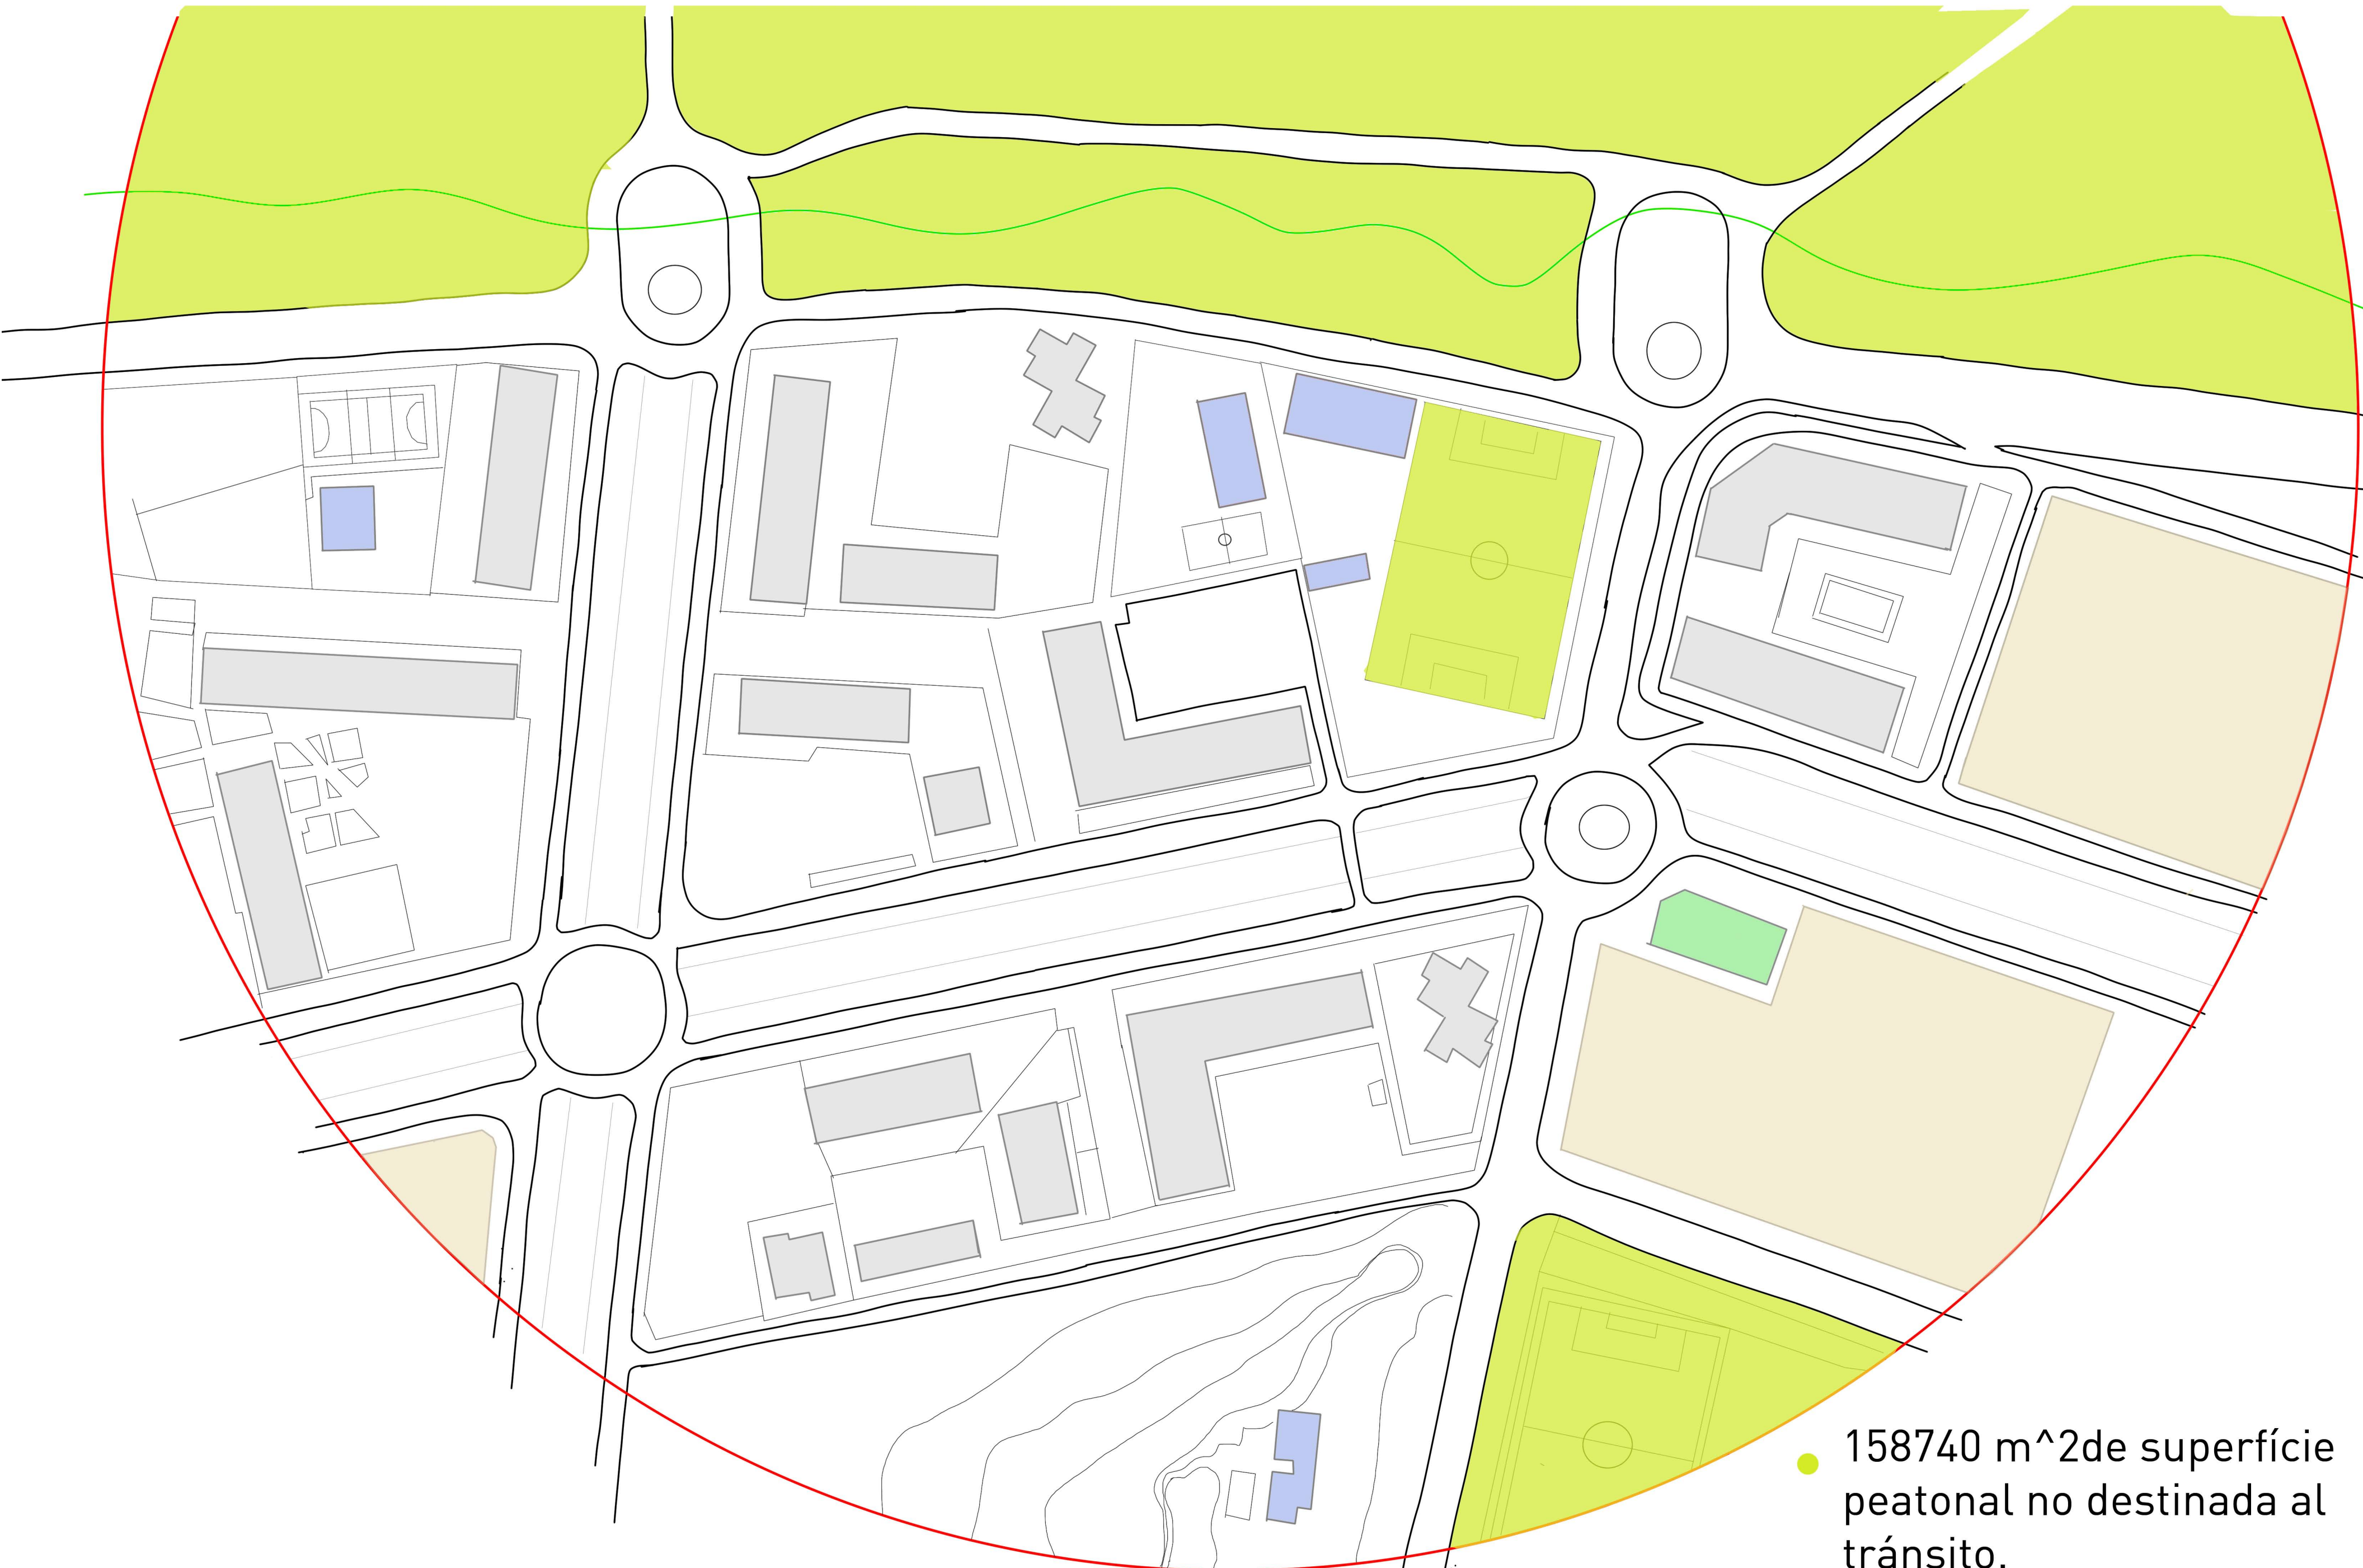 158740 m^2de superfície
peatonal no destinada al
tránsito.